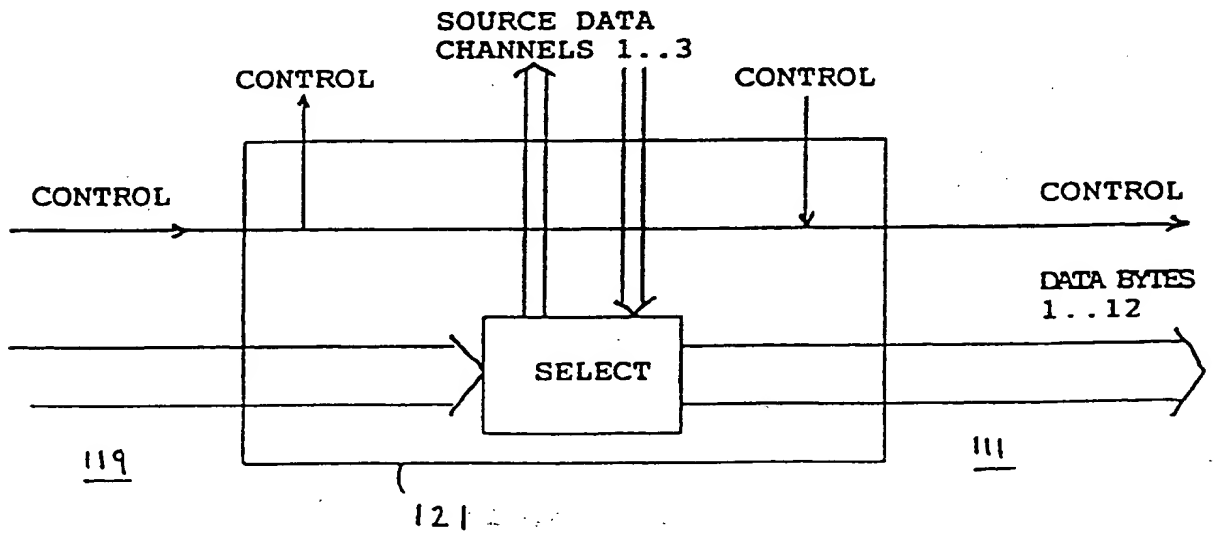 SOURCE DATA
CHANNELS 1..3
CONTROL
CONTROL
CONTROL
CONTROL
DATA BYTES
1..12
SELECT
119
111
121